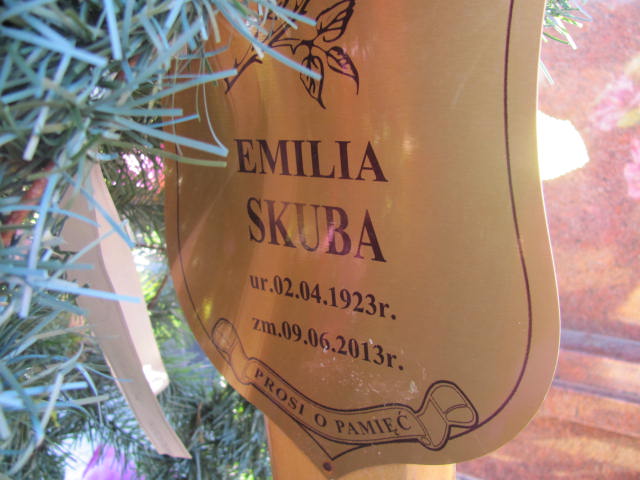 EMILIA
SKUBA
ur.02.04.1923r.
zm.09.06.2013r.
PROSI O PAMIĘĆ